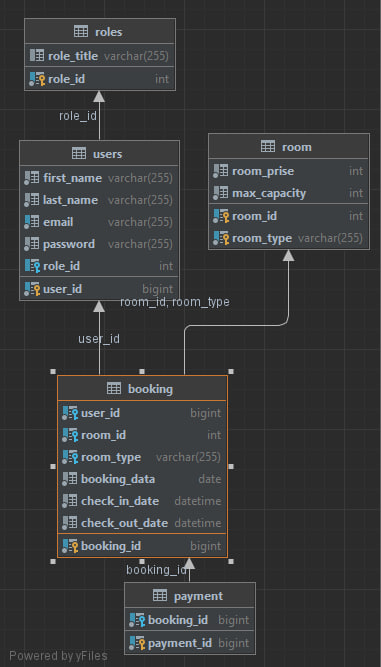 roles
role_title varchar(255)
role_id int
role_id
users
first_name varchar(255)
last_name varchar(255)
email varchar(255)
password varchar(255)
role_id int
user_id bigint
room
room_prise int
max_capacity int
room_id int
room_type varchar(255)
room_id, room_type
user_id
booking
user_id bigint
room_id int
room_type varchar(255)
booking_data date
check_in_date datetime
check_out_date datetime
booking_id bigint
booking_id
payment
booking_id bigint
payment_id bigint
Powered by yFiles